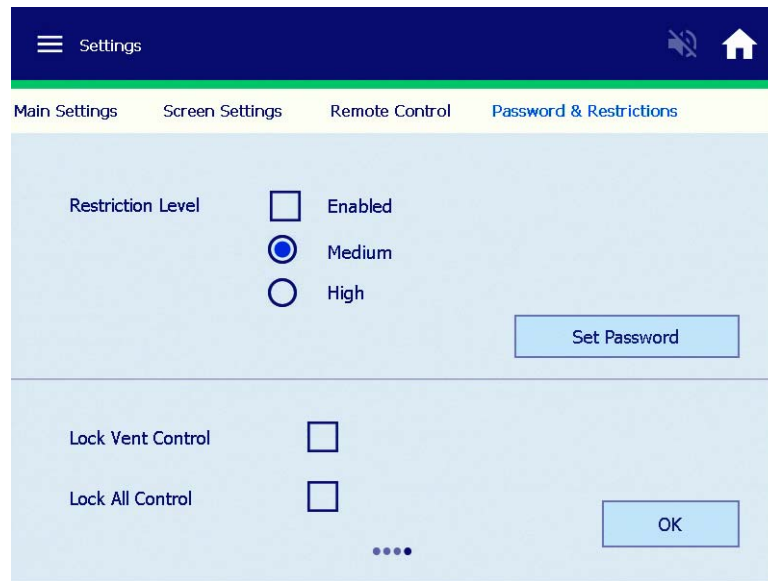 Settings
Main Settings Screen Settings Remote Control Password & Restrictions
Restriction Level Enabled
Medium
High
Set Password
Lock Vent Control
Lock All Control
OK